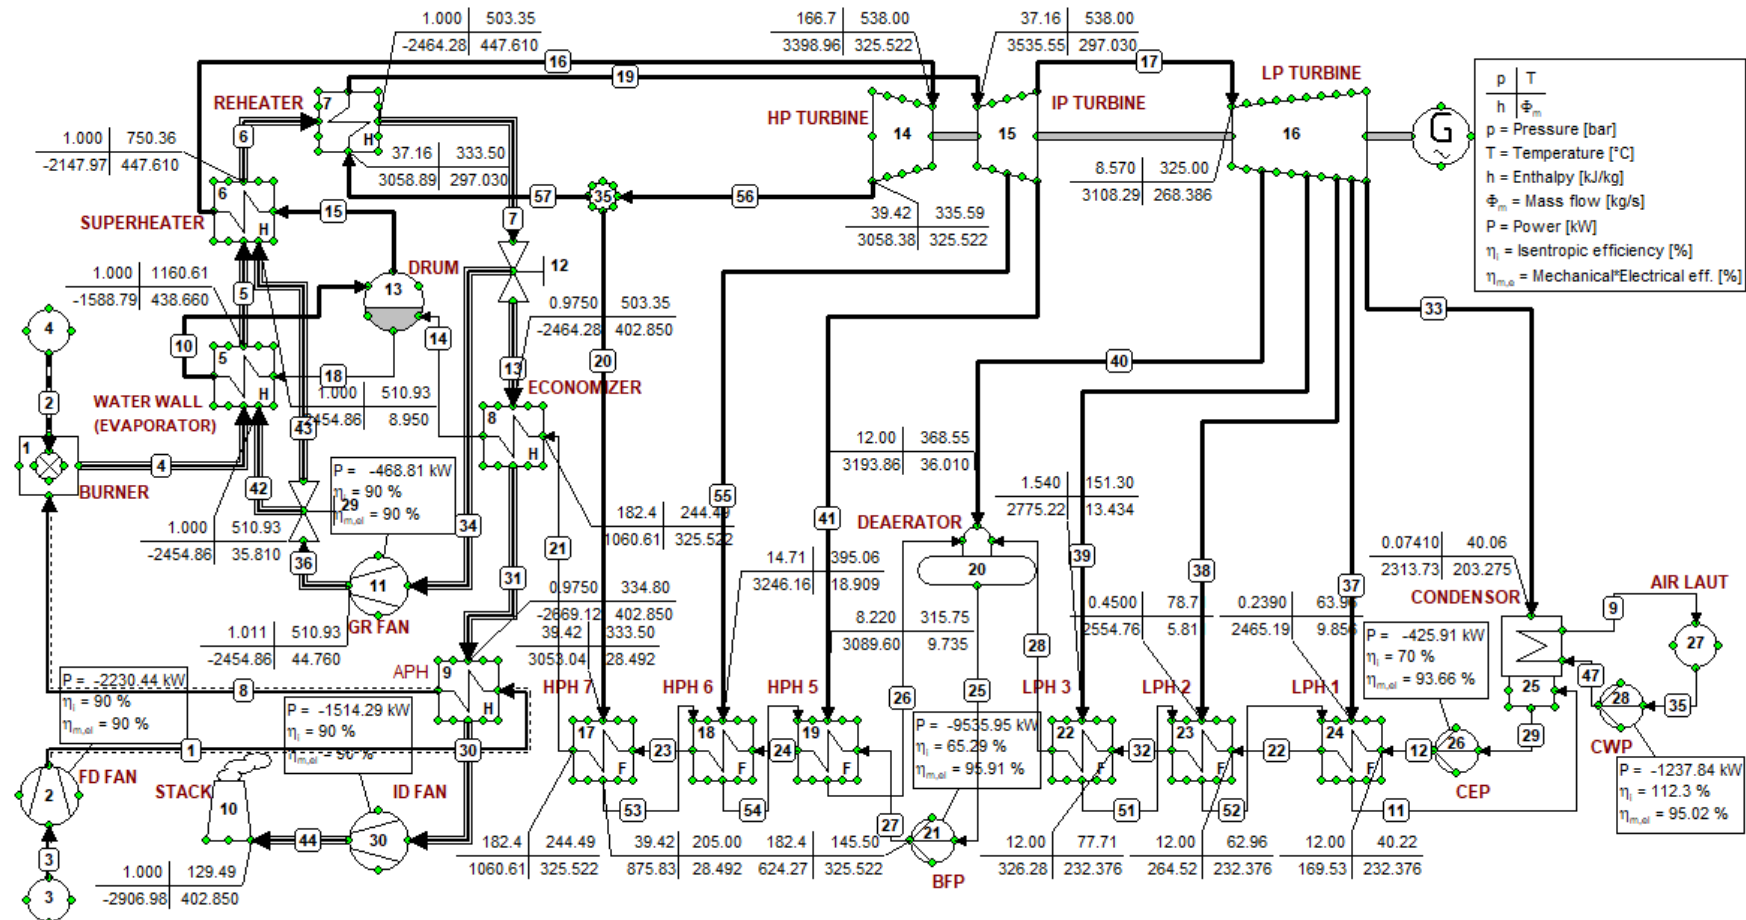 1.000 503.35
-2464.28 447.610
166.7 538.00
3398.96 325.522
37.16 538.00
3535.55 297.030
16
19
17
LP TURBINE
REHEATER
7
H
HP TURBINE
14
IP TURBINE
15
16
G
~
p T
h Φm
p = Pressure [bar]
T = Temperature [°C]
h = Enthalpy [kJ/kg]
Φm = Mass flow [kg/s]
P = Power [kW]
ηi = Isentropic efficiency [%]
ηm,e = Mechanical*Electrical eff. [%]
1.000 750.36
-2147.97 447.610
6
37.16 333.50
3058.89 297.030
8.570 325.00
3108.29 268.386
57
35
56
39.42 335.59
3058.38 325.522
6
H
15
SUPERHEATER
7
1.000 1160.61
-1588.79 438.660
5
DRUM
13
12
0.9750 503.35
-2464.28 402.850
33
4
10
14
5
H
18
13
20
40
ECONOMIZER
WATER WALL
(EVAPORATOR)
1.000 510.93
-2454.86 8.950
2
43
8
H
1
BURNER
4
42
29
P = -468.81 kW
ηi = 90 %
ηm,el = 90 %
12.00 368.55
3193.86 36.010
1.540 151.30
2775.22 13.434
1.000 510.93
-2454.86 35.810
36
34
21
55
182.4 244.49
1060.61 325.522
41
DEAERATOR
20
39
38
37
0.07410 40.06
2313.73 203.275
11
GR FAN
31
14.71 395.06
3246.16 18.909
0.9750 334.80
-2669.12 402.850
0.4500 78.7
2554.76 5.81
0.2390 63.96
2465.19 9.856
CONDENSOR
AIR LAUT
9
27
1.011 510.93
-2454.86 44.760
39.42 333.50
3053.04 28.492
8.220 315.75
3089.60 9.735
28
P = -425.91 kW
ηi = 70 %
ηm,el = 93.66 %
P = -2230.44 kW
ηi = 90 %
ηm,el = 90 %
8
APH
9
H
HPH 7
HPH 6
HPH 5
26
25
LPH 3
LPH 2
LPH 1
25
47
28
35
P = -1514.29 kW
ηi = 90 %
ηm,el = 90 %
P = -9535.95 kW
ηi = 65.29 %
ηm,el = 95.91 %
1
30
17
23
18
F
24
19
F
22
F
32
23
F
22
24
F
12
26
29
CWP
FD FAN
2
STACK
10
ID FAN
CEP
P = -1237.84 kW
ηi = 112.3 %
ηm,el = 95.02 %
53
54
27
21
51
52
11
3
44
30
182.4 244.49
1060.61 325.522
39.42 205.00
875.83 28.492
182.4 145.50
624.27 325.522
BFP
12.00 77.71
326.28 232.376
12.00 62.96
264.52 232.376
12.00 40.22
169.53 232.376
1.000 129.49
-2906.98 402.850
3